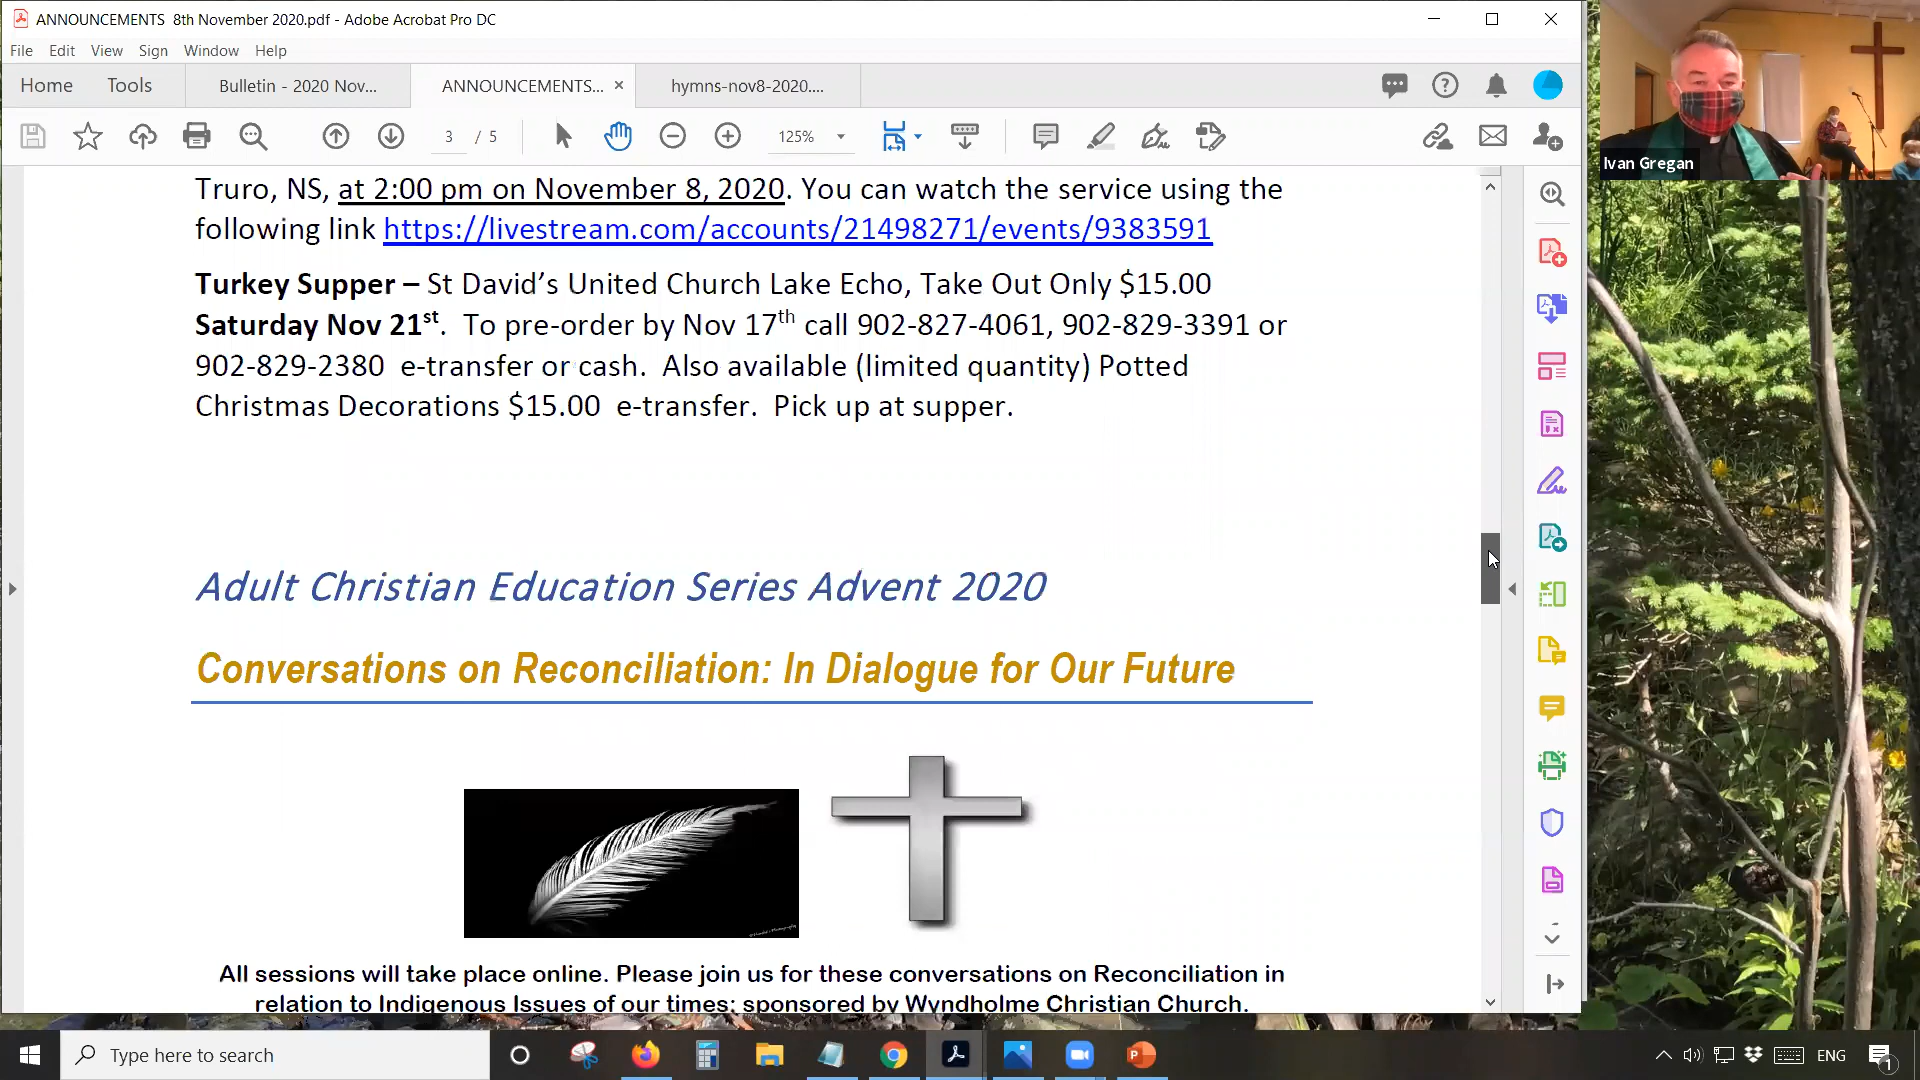 ANNOUNCEMENTS 8th November 2020.pdf - Adobe Acrobat Pro DC
File Edit View Sign Window Help
Home Tools Bulletin - 2020 Nov... ANNOUNCEMENTS... × hymns-nov8-2020....
3 / 5 125%
Ivan Gregan
Truro, NS, at 2:00 pm on November 8, 2020. You can watch the service using the
following link https://livestream.com/accounts/21498271/events/9383591
Turkey Supper – St David’s United Church Lake Echo, Take Out Only $15.00
Saturday Nov 21st. To pre-order by Nov 17th call 902-827-4061, 902-829-3391 or
902-829-2380 e-transfer or cash. Also available (limited quantity) Potted
Christmas Decorations $15.00 e-transfer. Pick up at supper.
Adult Christian Education Series Advent 2020
Conversations on Reconciliation: In Dialogue for Our Future
All sessions will take place online. Please join us for these conversations on Reconciliation in
relation to Indigenous Issues of our times; sponsored by Wyndholme Christian Church.
Type here to search
ENG
1